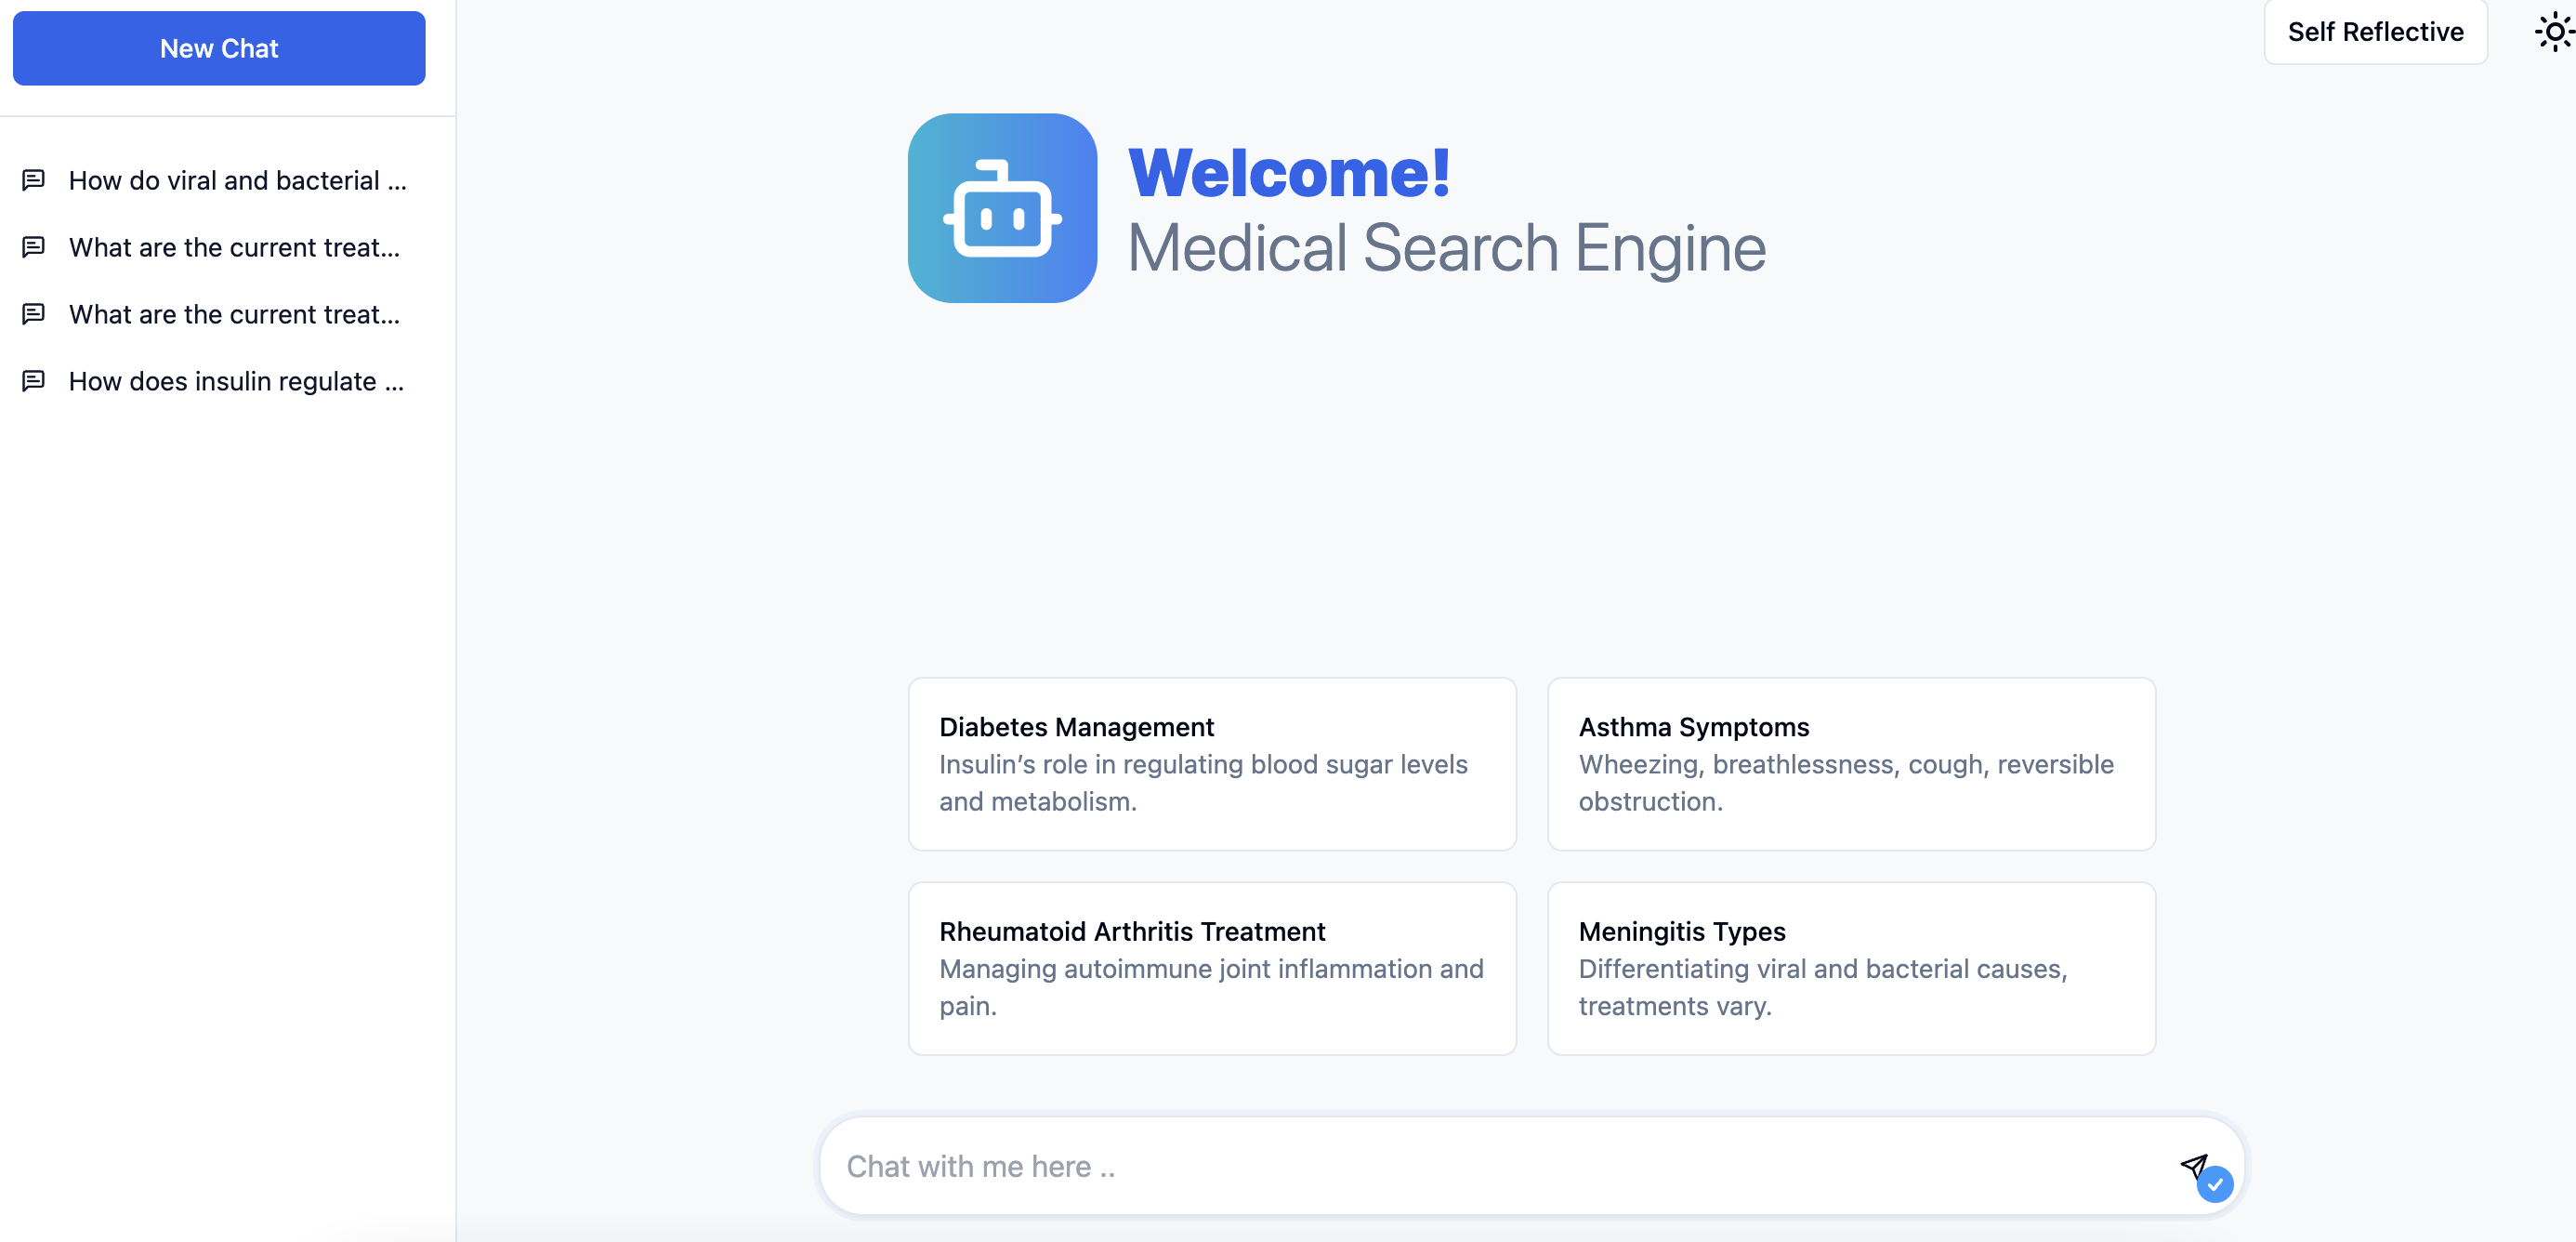 New Chat
How do viral and bacterial ...
What are the current treat...
What are the current treat...
How does insulin regulate ...
Self Reflective
Welcome!
Medical Search Engine
Diabetes Management
Insulin’s role in regulating blood sugar levels
and metabolism.
Asthma Symptoms
Wheezing, breathlessness, cough, reversible
obstruction.
Rheumatoid Arthritis Treatment
Managing autoimmune joint inflammation and
pain.
Meningitis Types
Differentiating viral and bacterial causes,
treatments vary.
Chat with me here ..